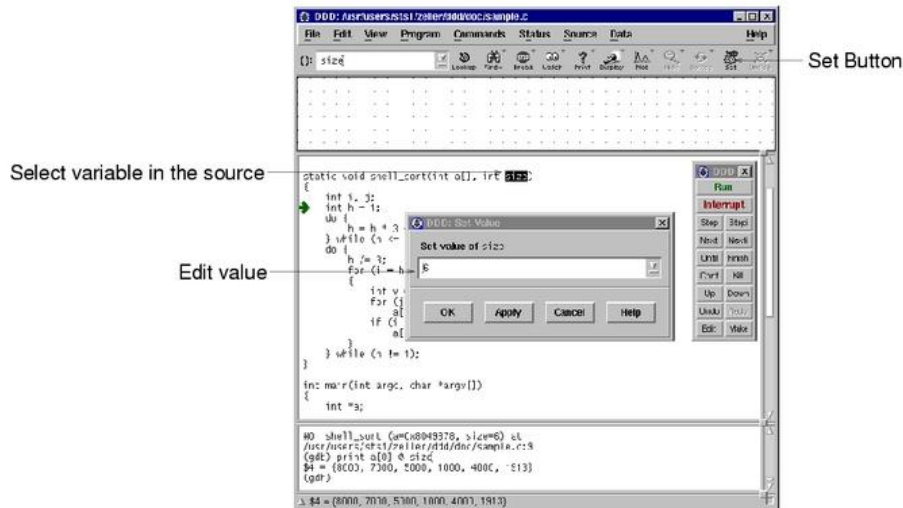 DDD: /usr/users/sts1/zeller/ddd/doc/sample.c
File Edit View Program Commands Status Source Data Help
(): size
Lookup Find» Break Watch Print Display Plot Set
Set Button
Select variable in the source
static void shell_sort(int a[], int size)
{
int i, j;
int h = 1;
do {
h = h * 3
} while (h <=
do {
h /= 3;
for (i = h
{
int v =
for (j
a[
if (i
a[
}
} while (h != 1);
}
int main(int argc, char *argv[])
{
int *a;
DDD: Set Value
Set value of size
Edit value
6
OK Apply Cancel Help
DDD
Run
Interrupt
Step Stepi
Next Nexti
Until Finish
Cont Kill
Up Down
Undo Redo
Edit Make
#0 shell_sort (a=0x8049878, size=6) at
/usr/users/sts1/zeller/ddd/doc/sample.c:9
(gdb) print a[0] @ size
$4 = {8000, 7000, 5000, 1000, 4000, 1913}
(gdb)
$4 = {8000, 7000, 5000, 1000, 4000, 1913}